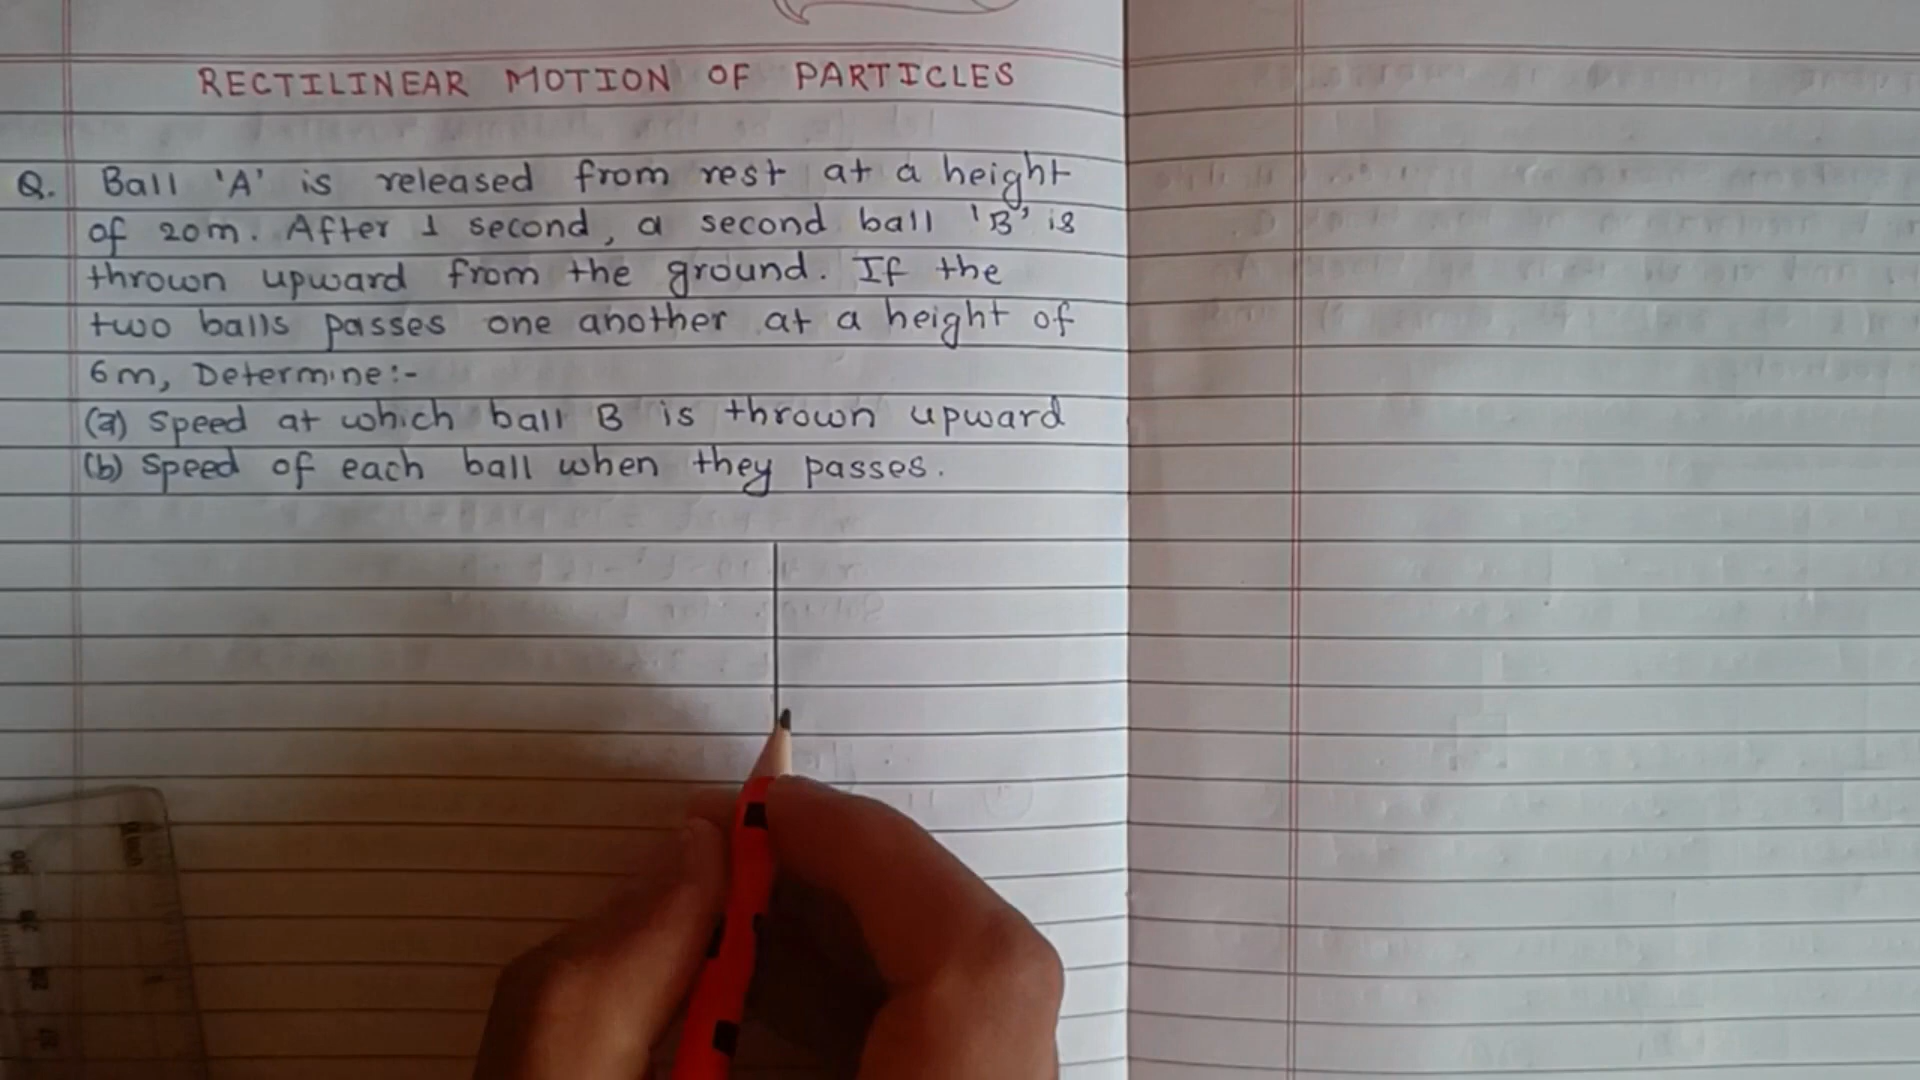 RECTILINEAR MOTION OF PARTICLES
Q. Ball 'A' is released from rest at a height
of 20m. After 1 second, a second ball 'B' is
thrown upward from the ground. If the
two balls passes one another at a height of
6m, Determine:-
(a) Speed at which ball B is thrown upward
(b) Speed of each ball when they passes.